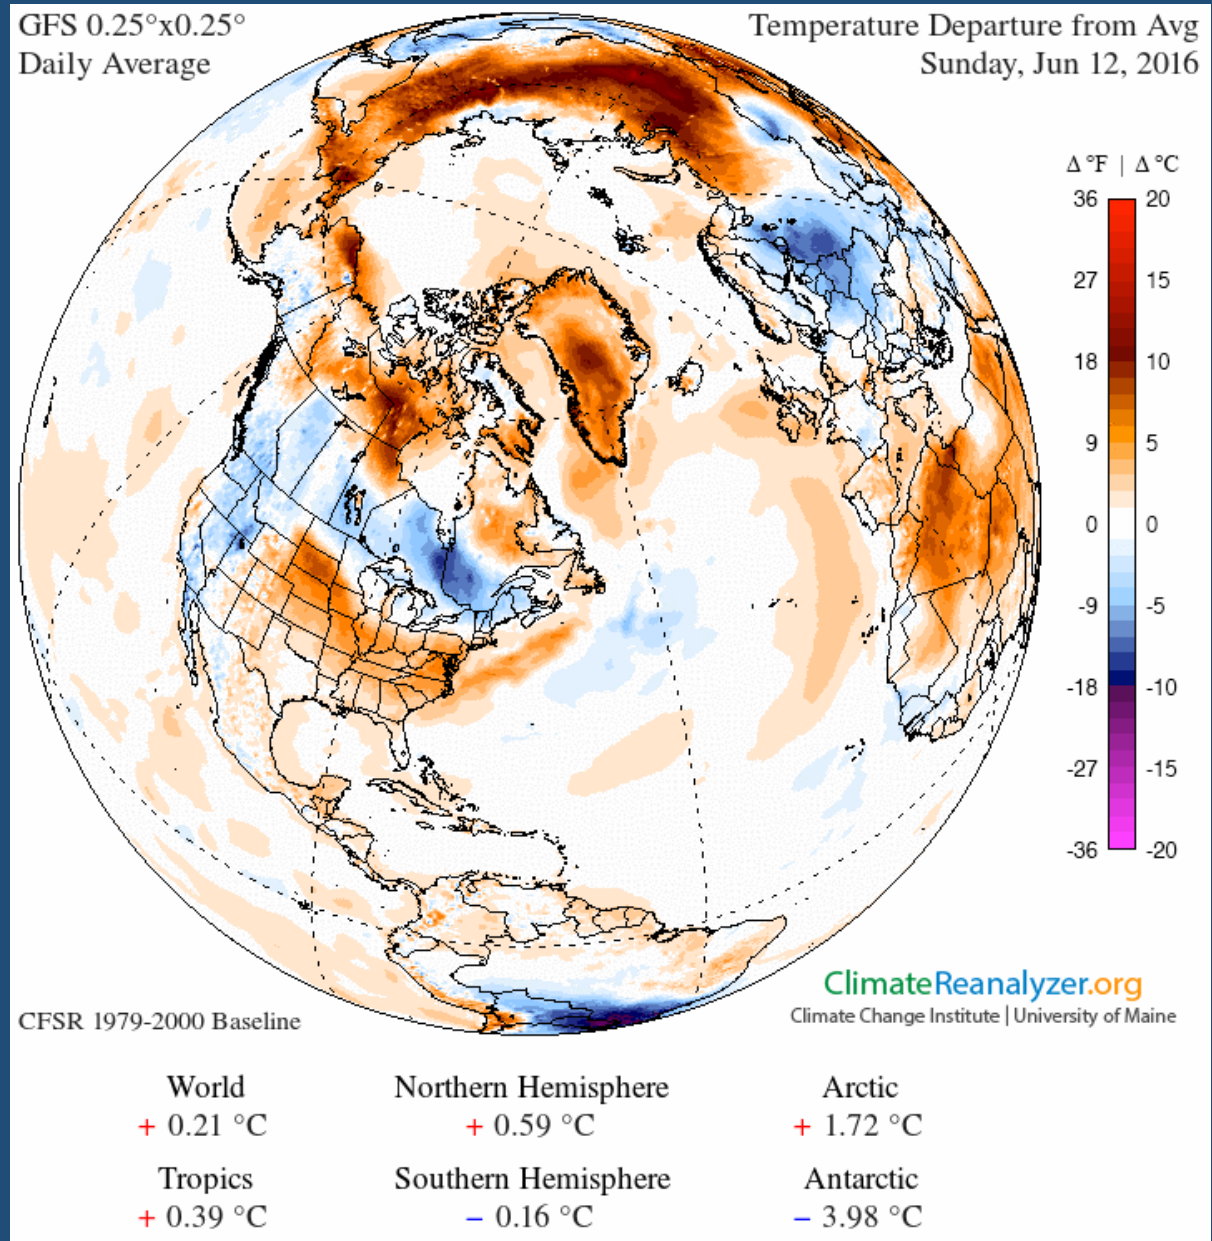 GFS 0.25°x0.25°
Daily Average
Temperature Departure from Avg
Sunday, Jun 12, 2016
Δ °F | Δ °C
36 20
27 15
18 10
9 5
0 0
-9 -5
-18 -10
-27 -15
-36 -20
ClimateReanalyzer.org
Climate Change Institute | University of Maine
CFSR 1979-2000 Baseline
World Northern Hemisphere Arctic
+ 0.21 °C + 0.59 °C + 1.72 °C
Tropics Southern Hemisphere Antarctic
+ 0.39 °C − 0.16 °C − 3.98 °C